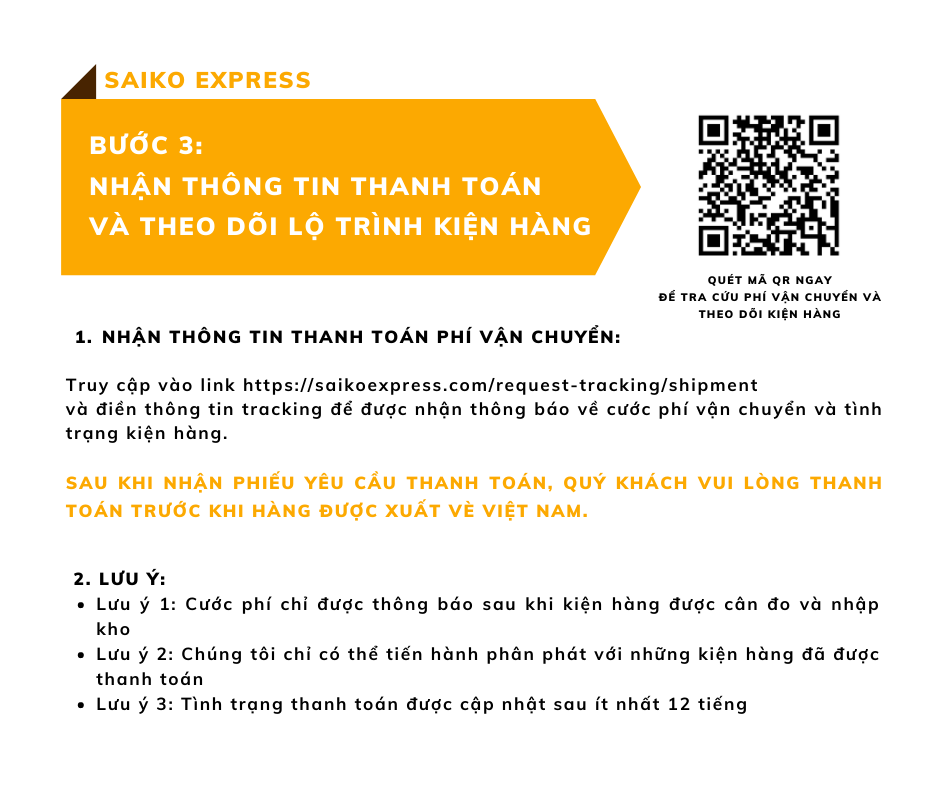 SAIKO EXPRESS
BƯỚC 3:
NHẬN THÔNG TIN THANH TOÁN
VÀ THEO DÕI LỘ TRÌNH KIỆN HÀNG
QUÉT MÃ QR NGAY
ĐỂ TRA CỨU PHÍ VẬN CHUYỂN VÀ
THEO DÕI KIỆN HÀNG
1. NHẬN THÔNG TIN THANH TOÁN PHÍ VẬN CHUYỂN:
Truy cập vào link https://saikoexpress.com/request-tracking/shipment
và điền thông tin tracking để được nhận thông báo về cước phí vận chuyển và tình
trạng kiện hàng.
SAU KHI NHẬN PHIẾU YÊU CẦU THANH TOÁN, QUÝ KHÁCH VUI LÒNG THANH
TOÁN TRƯỚC KHI HÀNG ĐƯỢC XUẤT VỀ VIỆT NAM.
2. LƯU Ý:
• Lưu ý 1: Cước phí chỉ được thông báo sau khi kiện hàng được cân đo và nhập
kho
• Lưu ý 2: Chúng tôi chỉ có thể tiến hành phân phát với những kiện hàng đã được
thanh toán
• Lưu ý 3: Tình trạng thanh toán được cập nhật sau ít nhất 12 tiếng